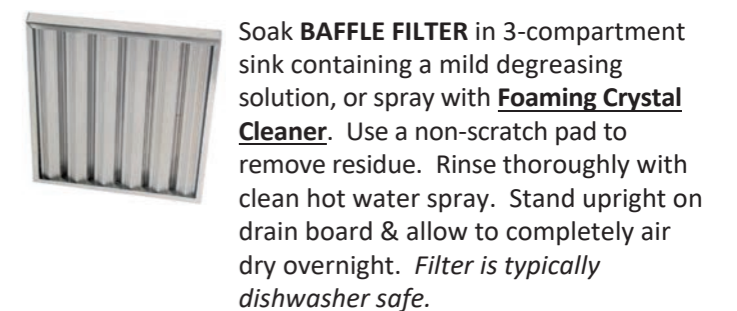 Soak BAFFLE FILTER in 3-compartment
sink containing a mild degreasing
solution, or spray with Foaming Crystal
Cleaner.  Use a non-scratch pad to
remove residue.  Rinse thoroughly with
clean hot water spray.  Stand upright on
drain board & allow to completely air
dry overnight.  Filter is typically
dishwasher safe.